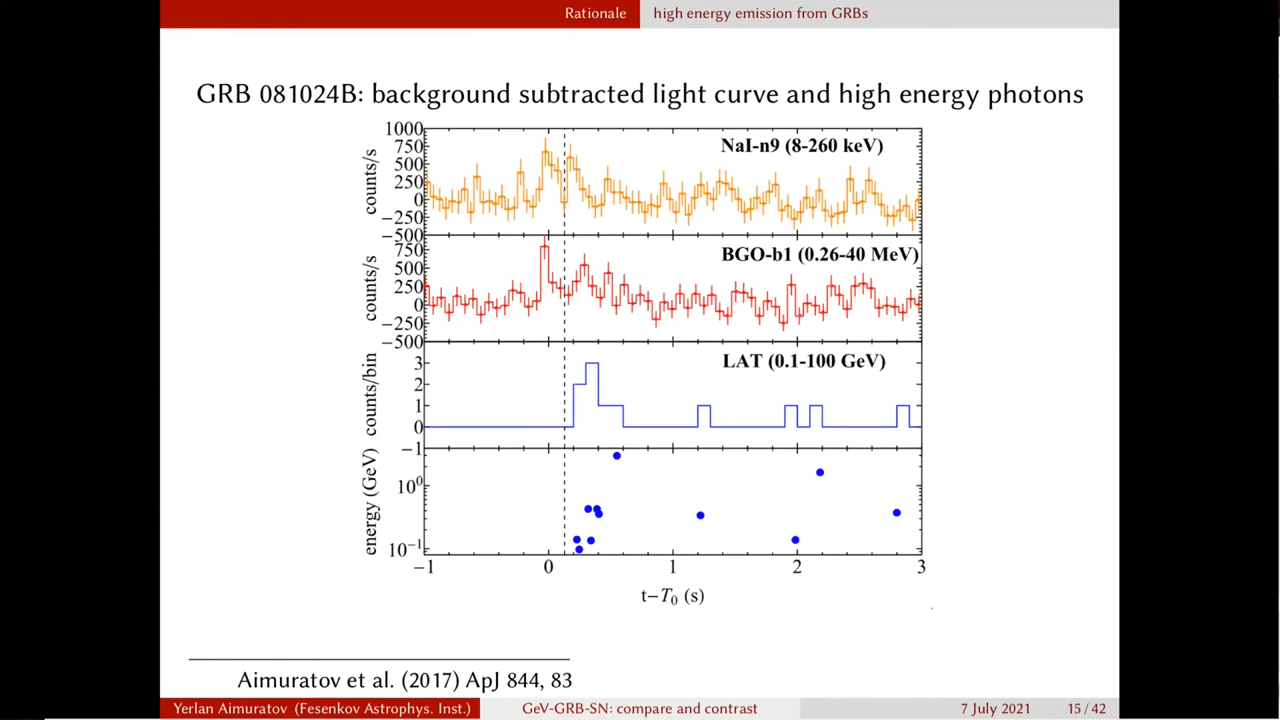 Rationale high energy emission from GRBs
GRB 081024B: background subtracted light curve and high energy photons
1000
750
500
250
0
−250
−500
counts/s
NaI-n9 (8-260 keV)
750
500
250
0
−250
−500
counts/s
BGO-b1 (0.26-40 MeV)
3
2
1
0
−1
counts/bin
LAT (0.1-100 GeV)
10⁰
10⁻¹
energy (GeV)
−1 0 1 2 3
t−T₀ (s)
Aimuratov et al. (2017) ApJ 844, 83
Yerlan Aimuratov (Fesenkov Astrophys. Inst.) GeV-GRB-SN: compare and contrast 7 July 2021 15 / 42